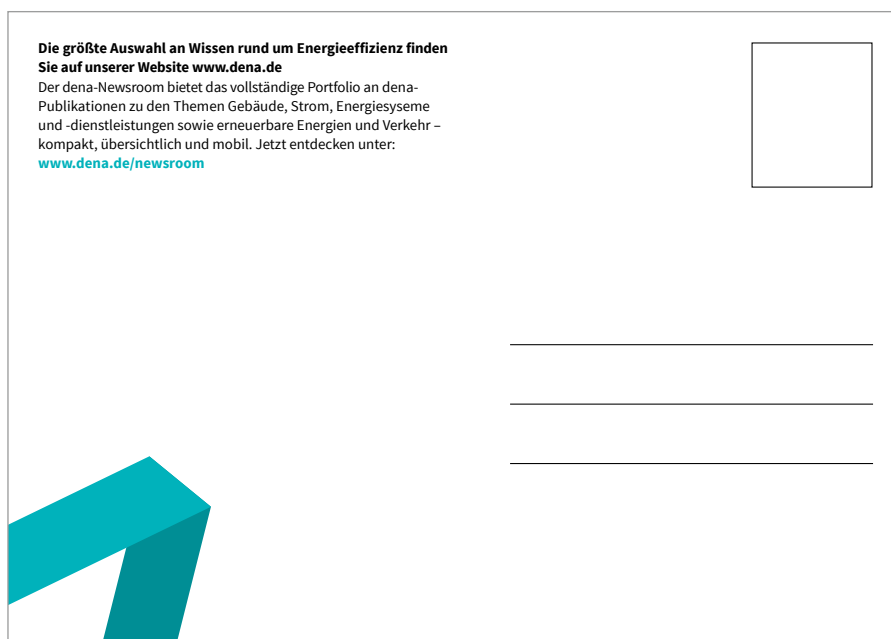 Die größte Auswahl an Wissen rund um Energieeffizienz finden
Sie auf unserer Website www.dena.de
Der dena-Newsroom bietet das vollständige Portfolio an dena-
Publikationen zu den Themen Gebäude, Strom, Energiesyseme
und -dienstleistungen sowie erneuerbare Energien und Verkehr –
kompakt, übersichtlich und mobil. Jetzt entdecken unter:
www.dena.de/newsroom